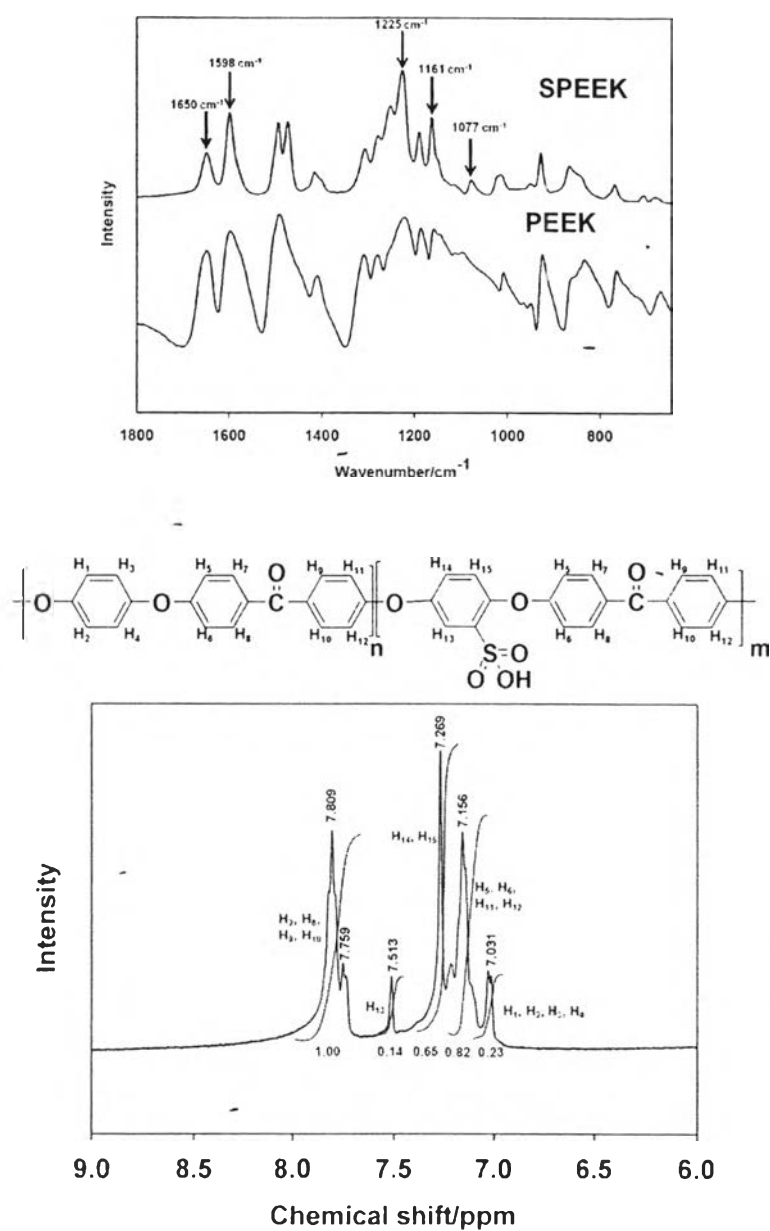 1225 cm⁻¹
1598 cm⁻¹
1161 cm⁻¹
SPEEK
1650 cm⁻¹
1077 cm⁻¹
PEEK
Intensity
1800 1600 1400 1200 1000 800
Wavenumber/cm⁻¹
H₁ H₃ H₅ H₇ O H₉ H₁₁ H₁₄ H₁₅ H₅ H₇ O H₉ H₁₁
O O C O O C
H₂ H₄ H₆ H₈ H₁₀ H₁₂ n H₁₃ H₆ H₈ H₁₀ H₁₂ m
S O
O OH
7.269
7.809
7.156
H₁₄, H₁₅
H₅, H₆,
H₁₁, H₁₂
7.759
7.513
7.031
H₁₃
H₁, H₂, H₃, H₄
1.00 0.14 0.65 0.82 0.23
Intensity
9.0 8.5 8.0 7.5 7.0 6.5 6.0
Chemical shift/ppm